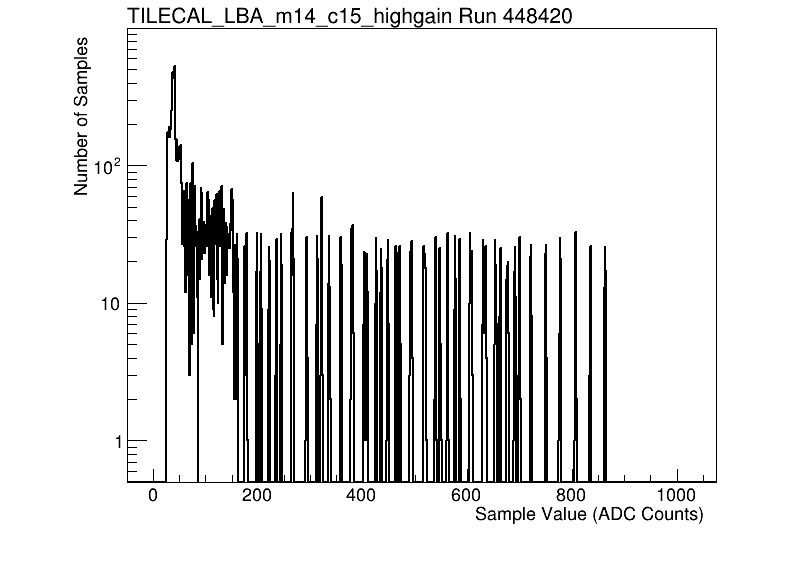 TILECAL_LBA_m14_c15_highgain Run 448420
Number of Samples
10²
10
1
0 200 400 600 800 1000
Sample Value (ADC Counts)